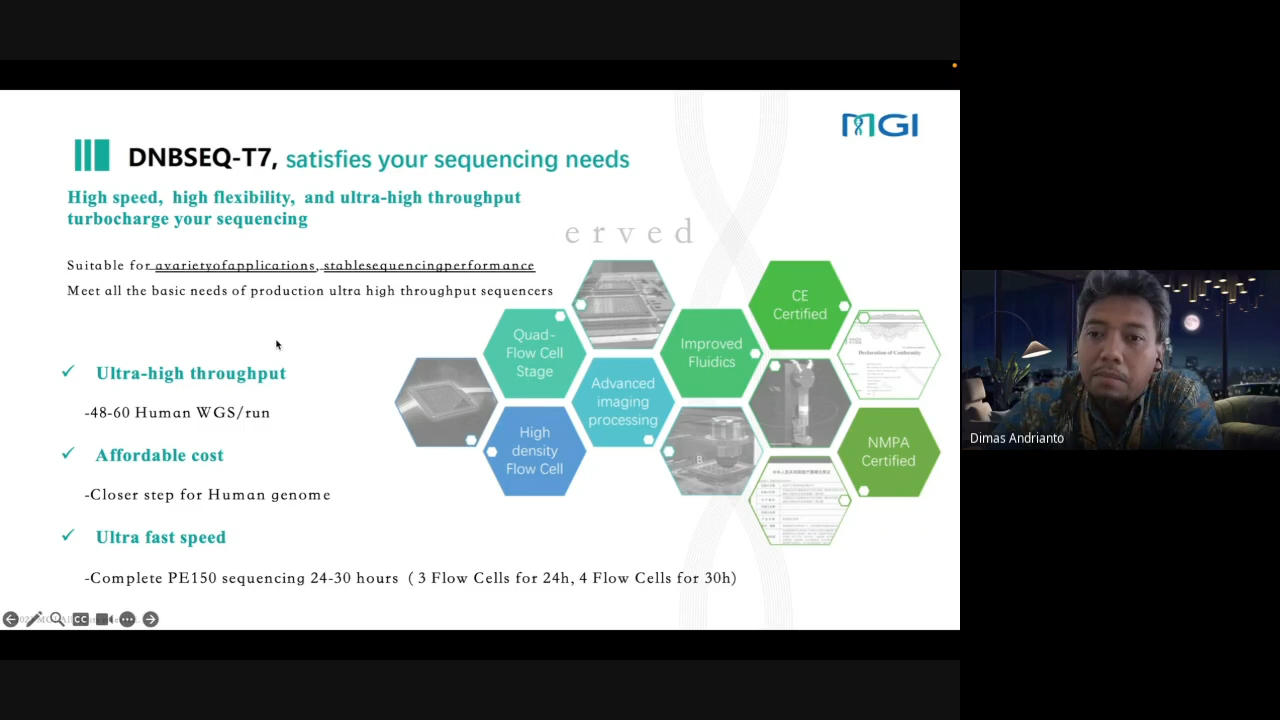 MGI
DNBSEQ-T7, satisfies your sequencing needs
High speed, high flexibility, and ultra-high throughput
turbocharge your sequencing
erved
Suitable for avarietyofapplications, stablesequencingperformance
Meet all the basic needs of production ultra high throughput sequencers
Ultra-high throughput
-48-60 Human WGS/run
Affordable cost
-Closer step for Human genome
Ultra fast speed
-Complete PE150 sequencing 24-30 hours ( 3 Flow Cells for 24h, 4 Flow Cells for 30h)
Quad-
Flow Cell
Stage
High
density
Flow Cell
Advanced
imaging
processing
Improved
Fluidics
B
CE
Certified
Declaration of Conformity
NMPA
Certified
CC
Dimas Andrianto